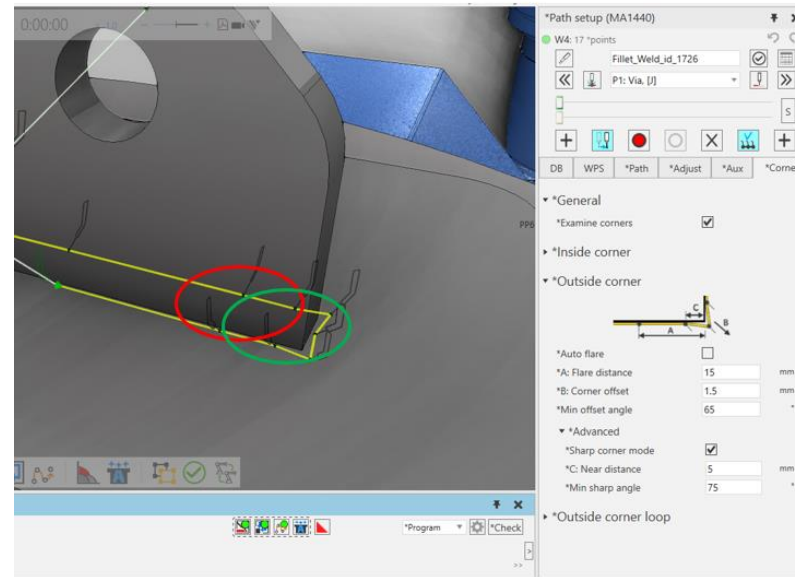 *Path setup (MA1440)
0:00:00
W4: 17 *points
Fillet_Weld_id_1726
P1: Via, [J]
S
DB WPS *Path *Adjust *Aux *Corne
*General
*Examine corners
PP6
*Inside corner
*Outside corner
C
A
B
*Auto flare
*A: Flare distance 15 mm
*B: Corner offset 1.5 mm
*Min offset angle 65 °
*Advanced
*Sharp corner mode
*C: Near distance 5 mm
*Min sharp angle 75 °
*Outside corner loop
*Program *Check
>
>>